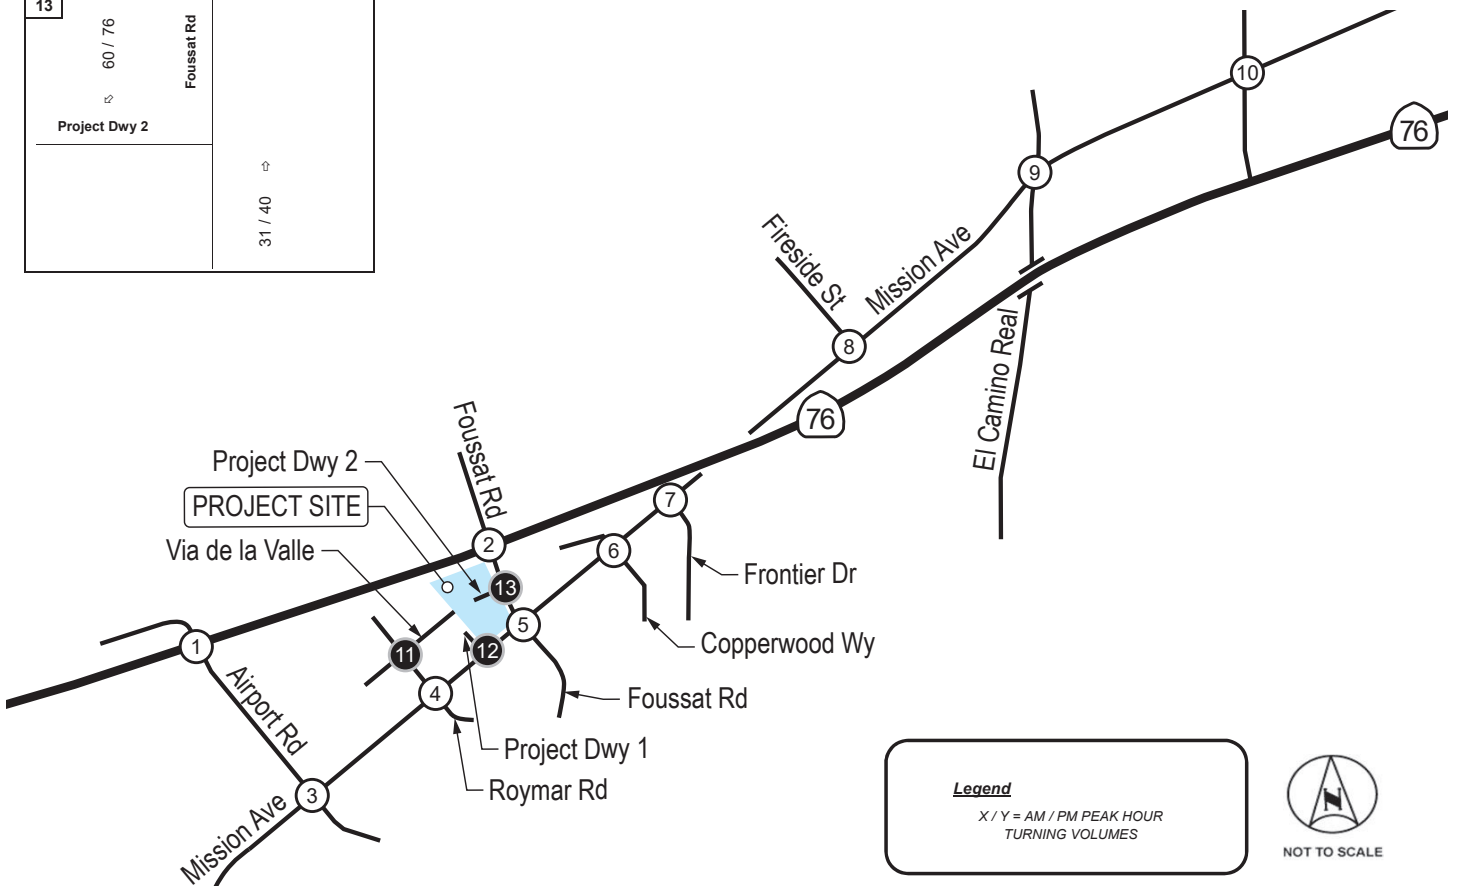 13
60 / 76
Foussat Rd
Project Dwy 2
31 / 40
10
76
9
Fireside St
Mission Ave
8
El Camino Real
76
Foussat Rd
Project Dwy 2
PROJECT SITE
7
2
Via de la Valle
6
13
Frontier Dr
5
1
12
11
Copperwood Wy
4
Airport Rd
Foussat Rd
Project Dwy 1
Roymar Rd
3
Mission Ave
Legend
X / Y = AM / PM PEAK HOUR
TURNING VOLUMES
N
NOT TO SCALE